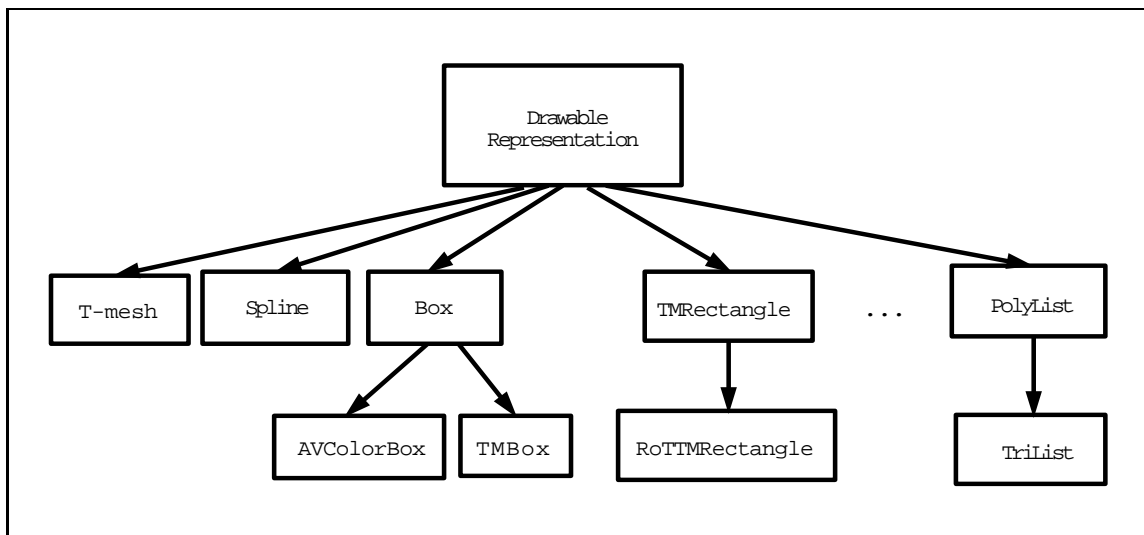 Drawable
Representation
T-mesh
Spline
Box
TMRectangle
...
PolyList
AVColorBox
TMBox
RoTTMRectangle
TriList